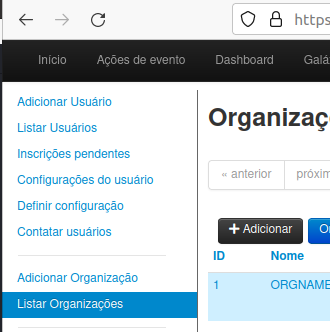 https
Início Ações de evento Dashboard Galá
Adicionar Usuário
Listar Usuários
Inscrições pendentes
Configurações do usuário
Definir configuração
Contatar usuários
Adicionar Organização
Listar Organizações
Organizaç
« anterior próxim
+ Adicionar O
ID Nome
1 ORGNAME